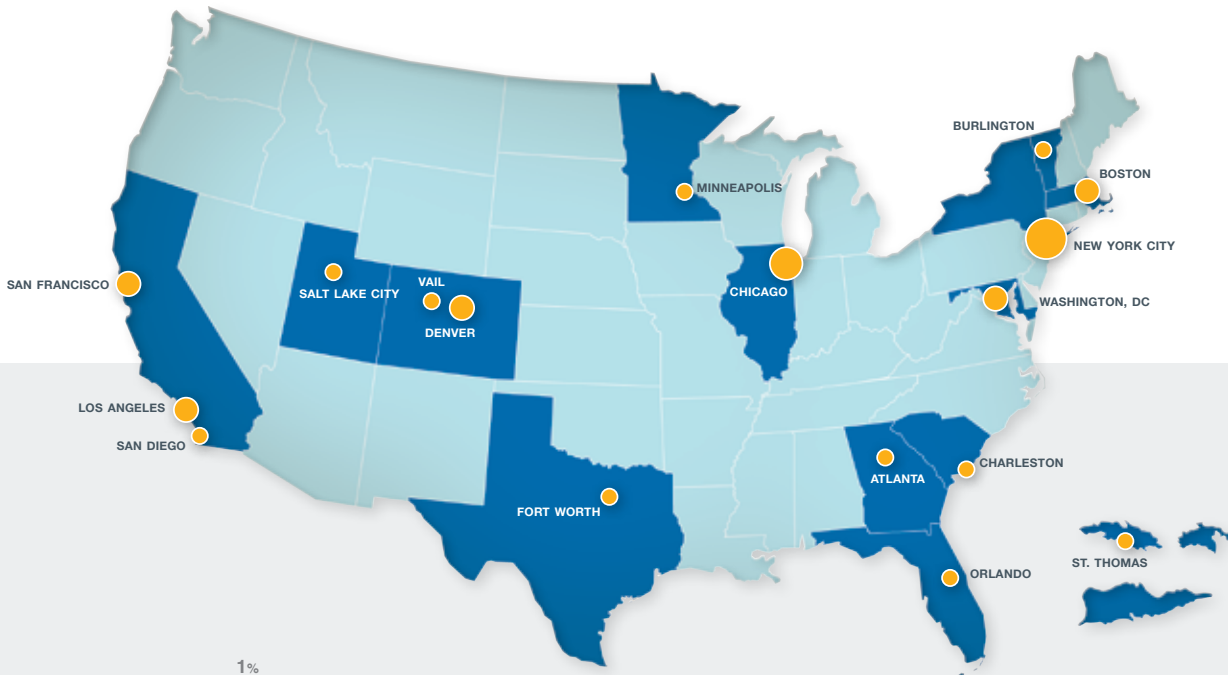 BURLINGTON
BOSTON
MINNEAPOLIS
NEW YORK CITY
SAN FRANCISCO
SALT LAKE CITY
VAIL
CHICAGO
WASHINGTON, DC
DENVER
LOS ANGELES
SAN DIEGO
CHARLESTON
ATLANTA
FORT WORTH
ST. THOMAS
ORLANDO
1%